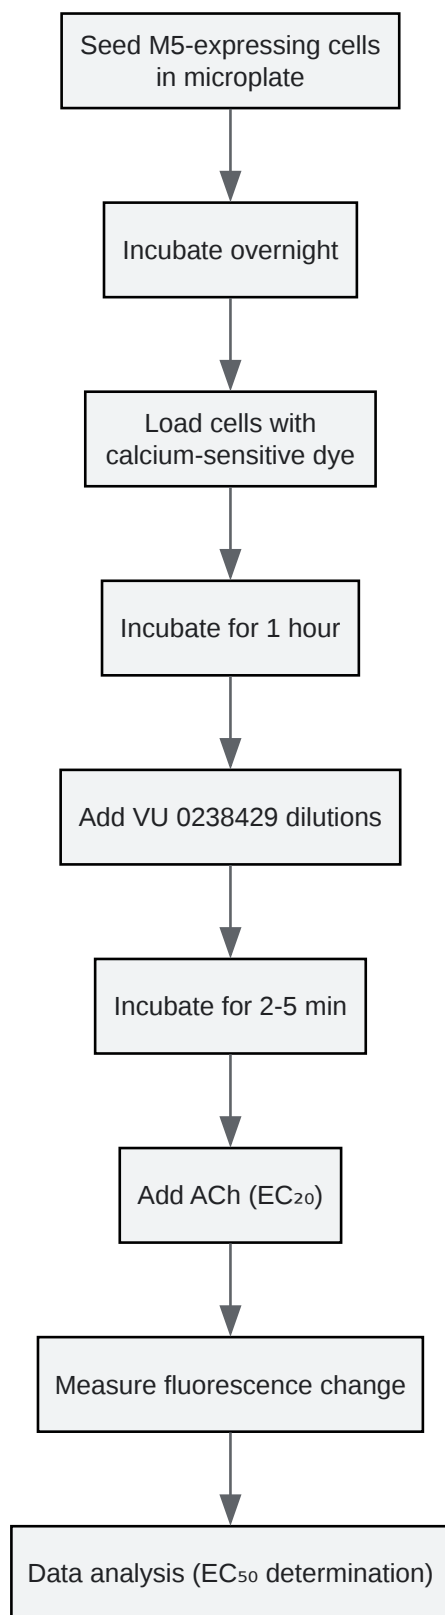 Seed M5-expressing cells
in microplate
Incubate overnight
Load cells with
calcium-sensitive dye
Incubate for 1 hour
Add VU 0238429 dilutions
Incubate for 2-5 min
Add ACh (EC₂₀)
Measure fluorescence change
Data analysis (EC₅₀ determination)